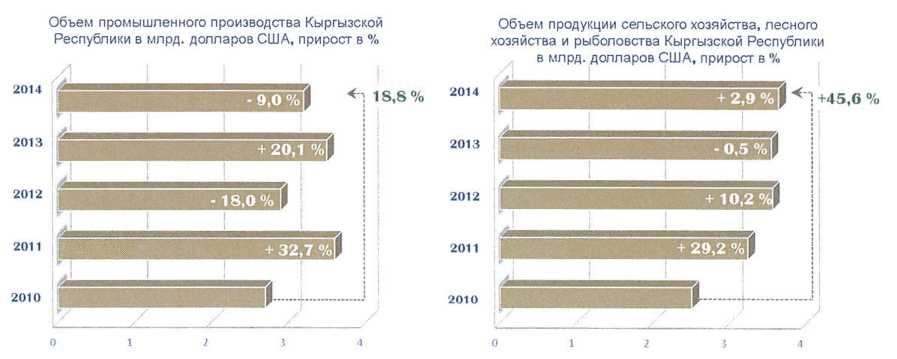 Объем промышленного производства Кыргызской
Республики в млрд. долларов США, прирост в %
2014
- 9,0 %
18,8 %
2013
+ 20,1 %
2012
- 18,0 %
2011
+ 32,7 %
2010
0 1 2 3 4
Объем продукции сельского хозяйства, лесного
хозяйства и рыболовства Кыргызской Республики
в млрд. долларов США, прирост в %
2014
+ 2,9 %
+45,6 %
2013
- 0,5 %
2012
+ 10,2 %
2011
+ 29,2 %
2010
0 1 2 3 4